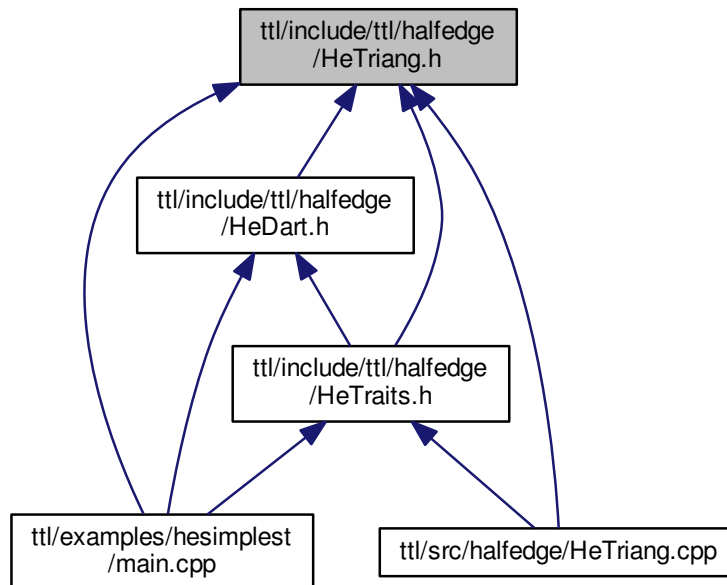 ttl/include/ttl/halfedge
/HeTriang.h
ttl/include/ttl/halfedge
/HeDart.h
ttl/include/ttl/halfedge
/HeTraits.h
ttl/examples/hesimplest
/main.cpp
ttl/src/halfedge/HeTriang.cpp